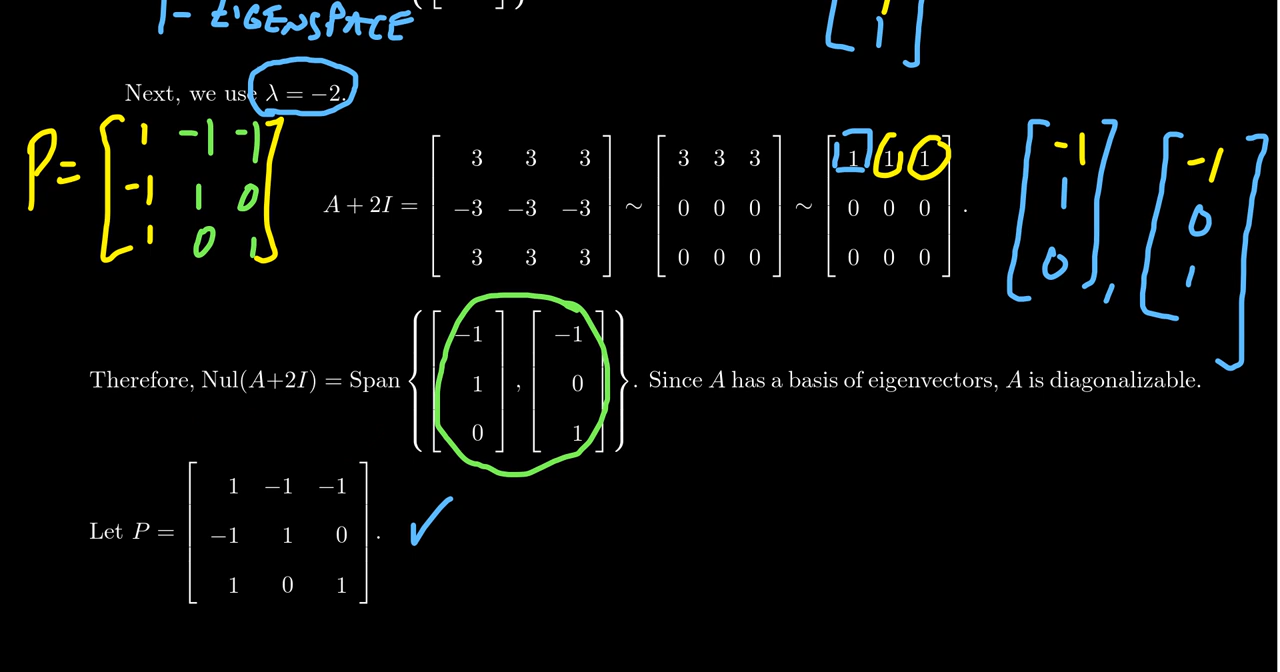 1 - EIGENSPACE
1
1
Next, we use λ = −2.
P = [ 1 -1 -1 ; -1 1 0 ; 1 0 1 ]
A + 2I = [ 3 3 3 ; −3 −3 −3 ; 3 3 3 ] ∼ [ 3 3 3 ; 0 0 0 ; 0 0 0 ] ∼ [ 1 1 1 ; 0 0 0 ; 0 0 0 ] .
[ -1 ; 1 ; 0 ] , [ -1 ; 0 ; 1 ]
Therefore, Nul(A+2I) = Span { [ −1 ; 1 ; 0 ] , [ −1 ; 0 ; 1 ] } . Since A has a basis of eigenvectors, A is diagonalizable.
Let P = [ 1 −1 −1 ; −1 1 0 ; 1 0 1 ] .